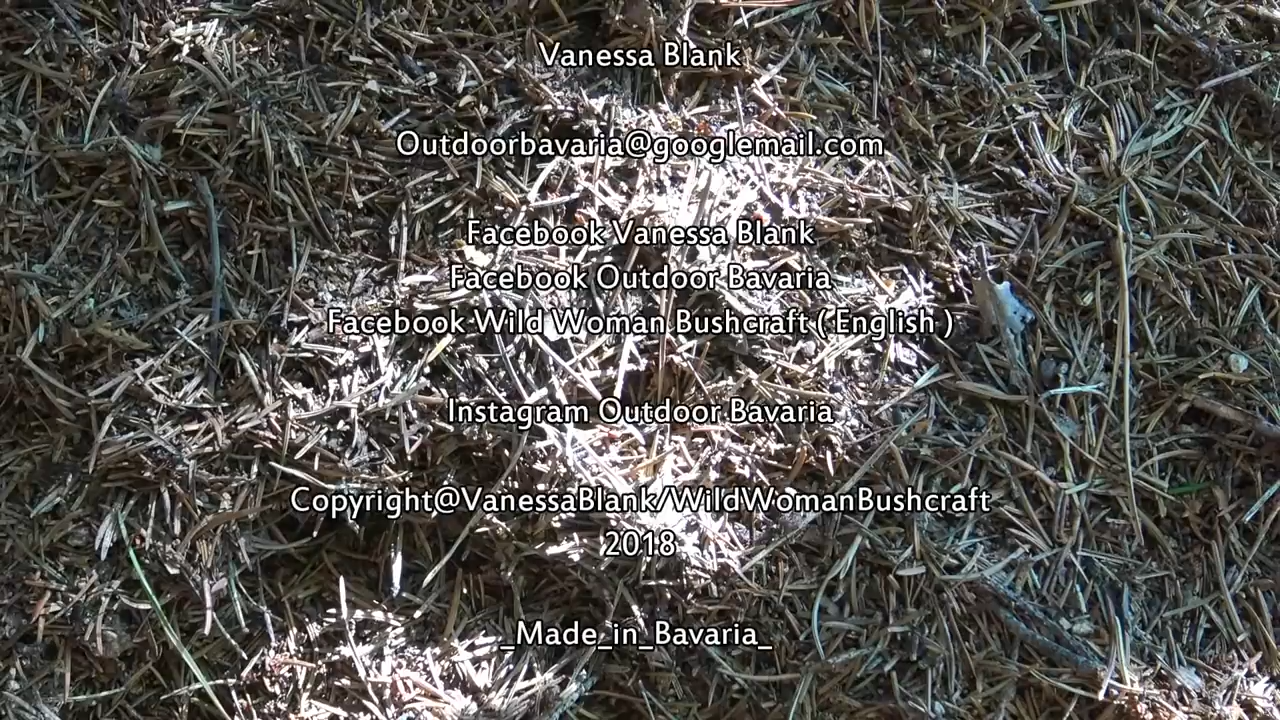 Vanessa Blank
Outdoorbavaria@googlemail.com
Facebook Vanessa Blank
Facebook Outdoor Bavaria
Facebook Wild Woman Bushcraft ( English )
Instagram Outdoor Bavaria
Copyright@VanessaBlank/WildWomanBushcraft
2018
_Made_in_Bavaria_